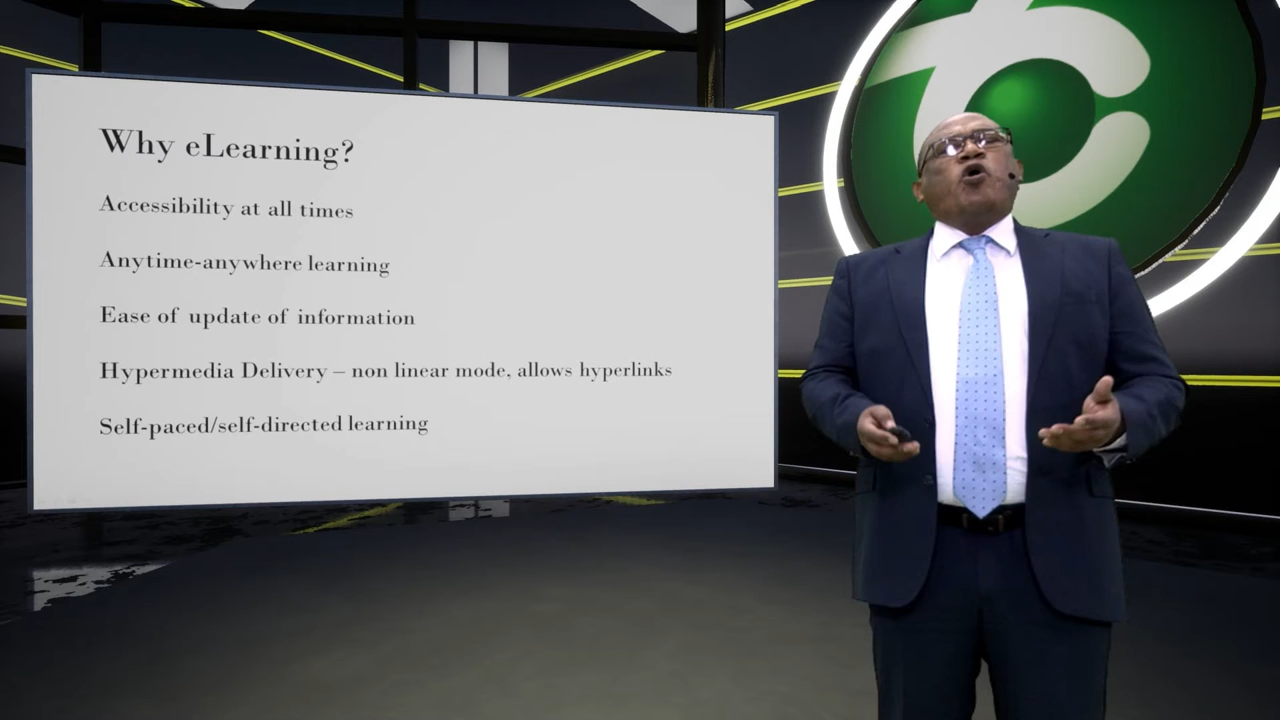 Why eLearning?
Accessibility at all times
Anytime-anywhere learning
Ease of update of information
Hypermedia Delivery – non linear mode, allows hyperlinks
Self-paced/self-directed learning